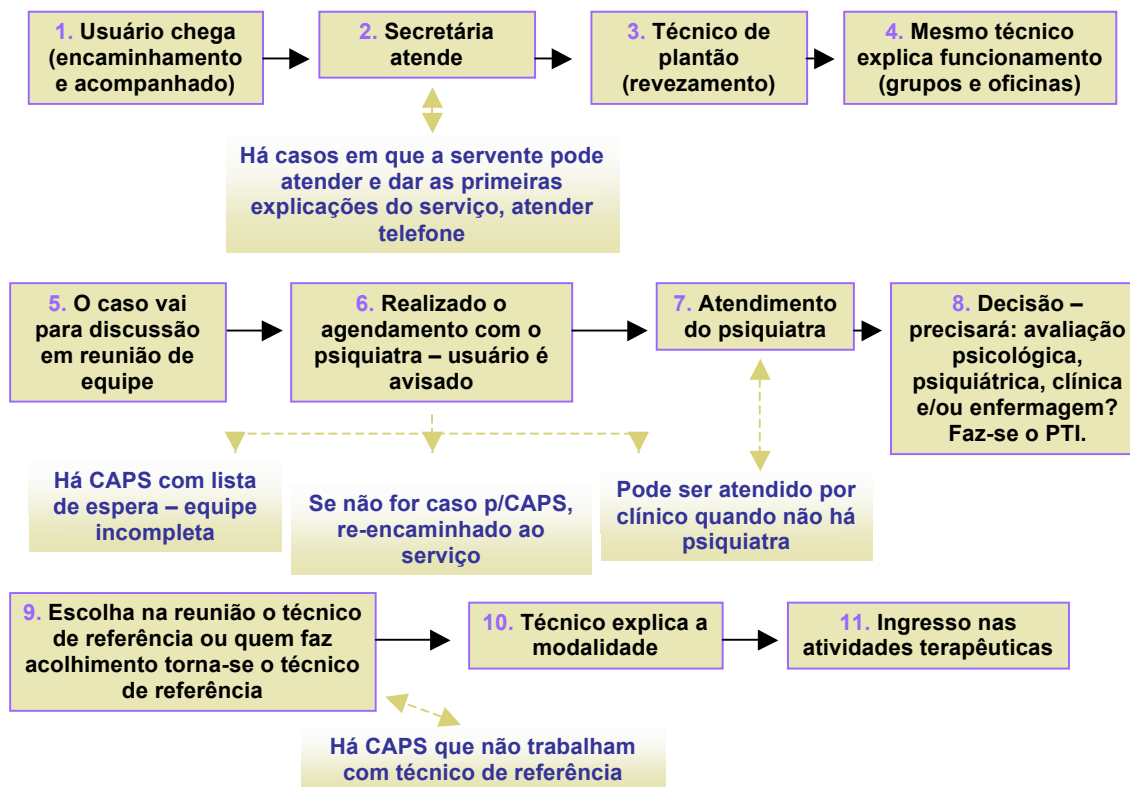 1. Usuário chega
(encaminhamento
e acompanhado)
2. Secretária
atende
3. Técnico de
plantão
(revezamento)
4. Mesmo técnico
explica funcionamento
(grupos e oficinas)
Há casos em que a servente pode
atender e dar as primeiras
explicações do serviço, atender
telefone
5. O caso vai
para discussão
em reunião de
equipe
6. Realizado o
agendamento com o
psiquiatra – usuário é
avisado
7. Atendimento
do psiquiatra
8. Decisão –
precisará: avaliação
psicológica,
psiquiátrica, clínica
e/ou enfermagem?
Faz-se o PTI.
Há CAPS com lista
de espera – equipe
incompleta
Se não for caso p/CAPS,
re-encaminhado ao
serviço
Pode ser atendido por
clínico quando não há
psiquiatra
9. Escolha na reunião o técnico
de referência ou quem faz
acolhimento torna-se o técnico
de referência
10. Técnico explica a
modalidade
11. Ingresso nas
atividades terapêuticas
Há CAPS que não trabalham
com técnico de referência